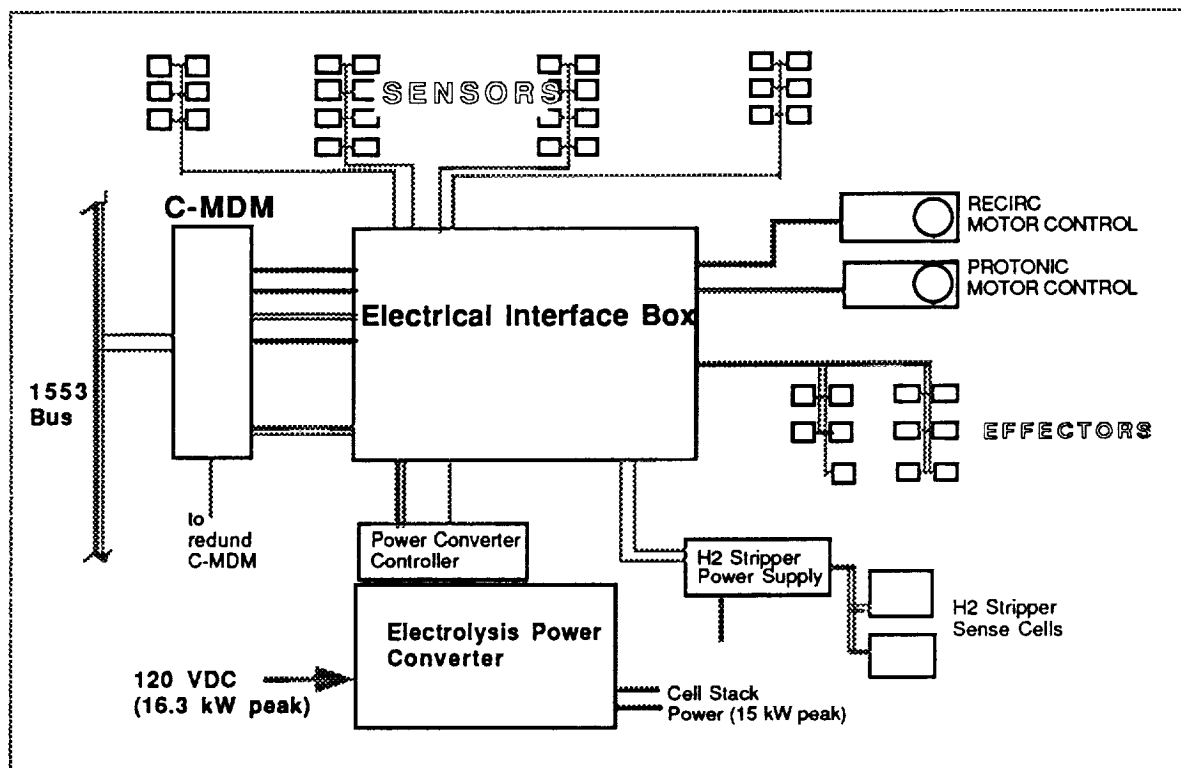 SENSORS
C-MDM
RECIRC
MOTOR CONTROL
PROTONIC
MOTOR CONTROL
Electrical Interface Box
1553
Bus
EFFECTORS
to
redund
C-MDM
Power Converter
Controller
H2 Stripper
Power Supply
H2 Stripper
Sense Cells
Electrolysis Power
Converter
120 VDC
(16.3 kW peak)
Cell Stack
Power (15 kW peak)